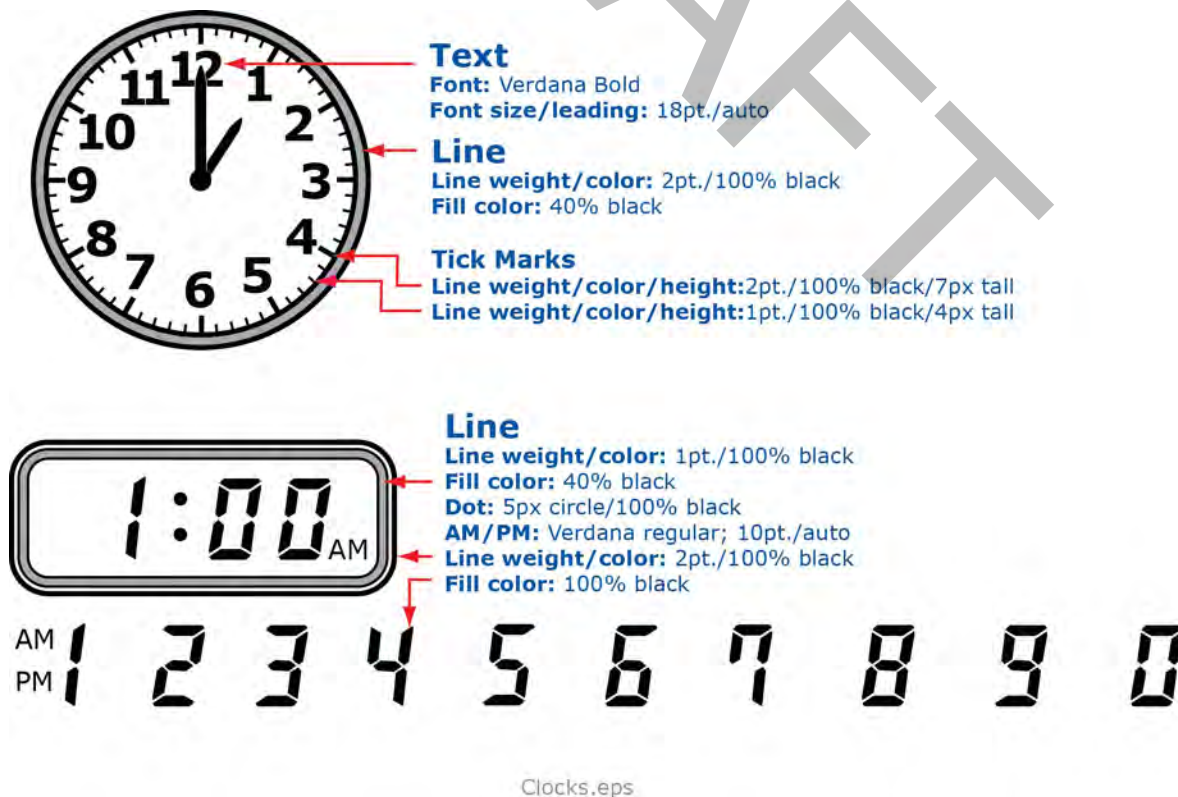 DRAFT
12
1
2
3
4
5
6
7
8
9
10
11
Text
Font: Verdana Bold
Font size/leading: 18pt./auto
Line
Line weight/color: 2pt./100% black
Fill color: 40% black
Tick Marks
Line weight/color/height:2pt./100% black/7px tall
Line weight/color/height:1pt./100% black/4px tall
1:00 AM
Line
Line weight/color: 1pt./100% black
Fill color: 40% black
Dot: 5px circle/100% black
AM/PM: Verdana regular; 10pt./auto
Line weight/color: 2pt./100% black
Fill color: 100% black
AM
PM
1 2 3 4 5 6 7 8 9 0
Clocks.eps